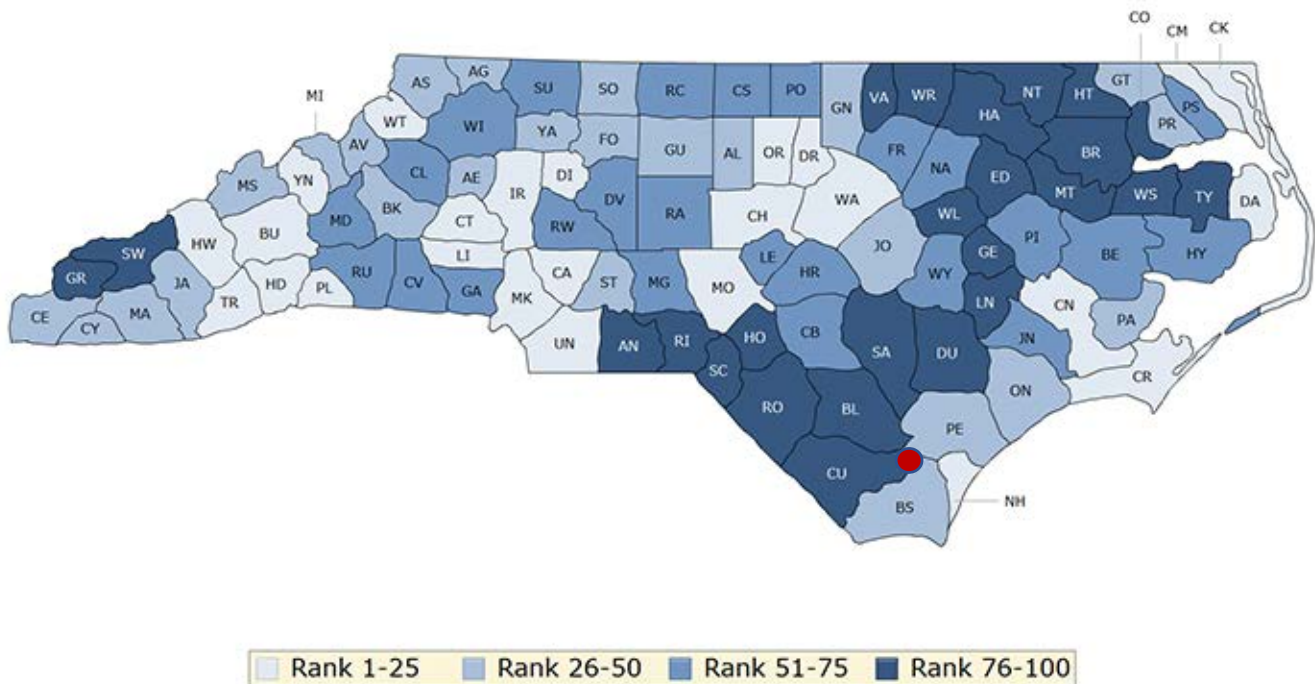 CO
CM
CK
AS
AG
SU
SO
RC
CS
PO
GN
VA
WR
NT
HT
GT
PS
MI
WT
WI
YA
FO
GU
AL
OR
DR
FR
HA
BR
PR
AV
MS
YN
CL
AE
IR
DI
DV
RA
CH
WA
NA
ED
MT
WS
TY
DA
MD
BK
CT
RW
WL
SW
HW
BU
LI
JO
PI
BE
HY
GR
JA
TR
HD
PL
RU
CV
GA
MK
CA
ST
MG
MO
LE
HR
WY
GE
LN
CN
PA
CE
CY
MA
UN
AN
RI
SC
HO
CB
SA
DU
JN
ON
CR
RO
BL
PE
CU
BS
NH
Rank 1-25 Rank 26-50 Rank 51-75 Rank 76-100